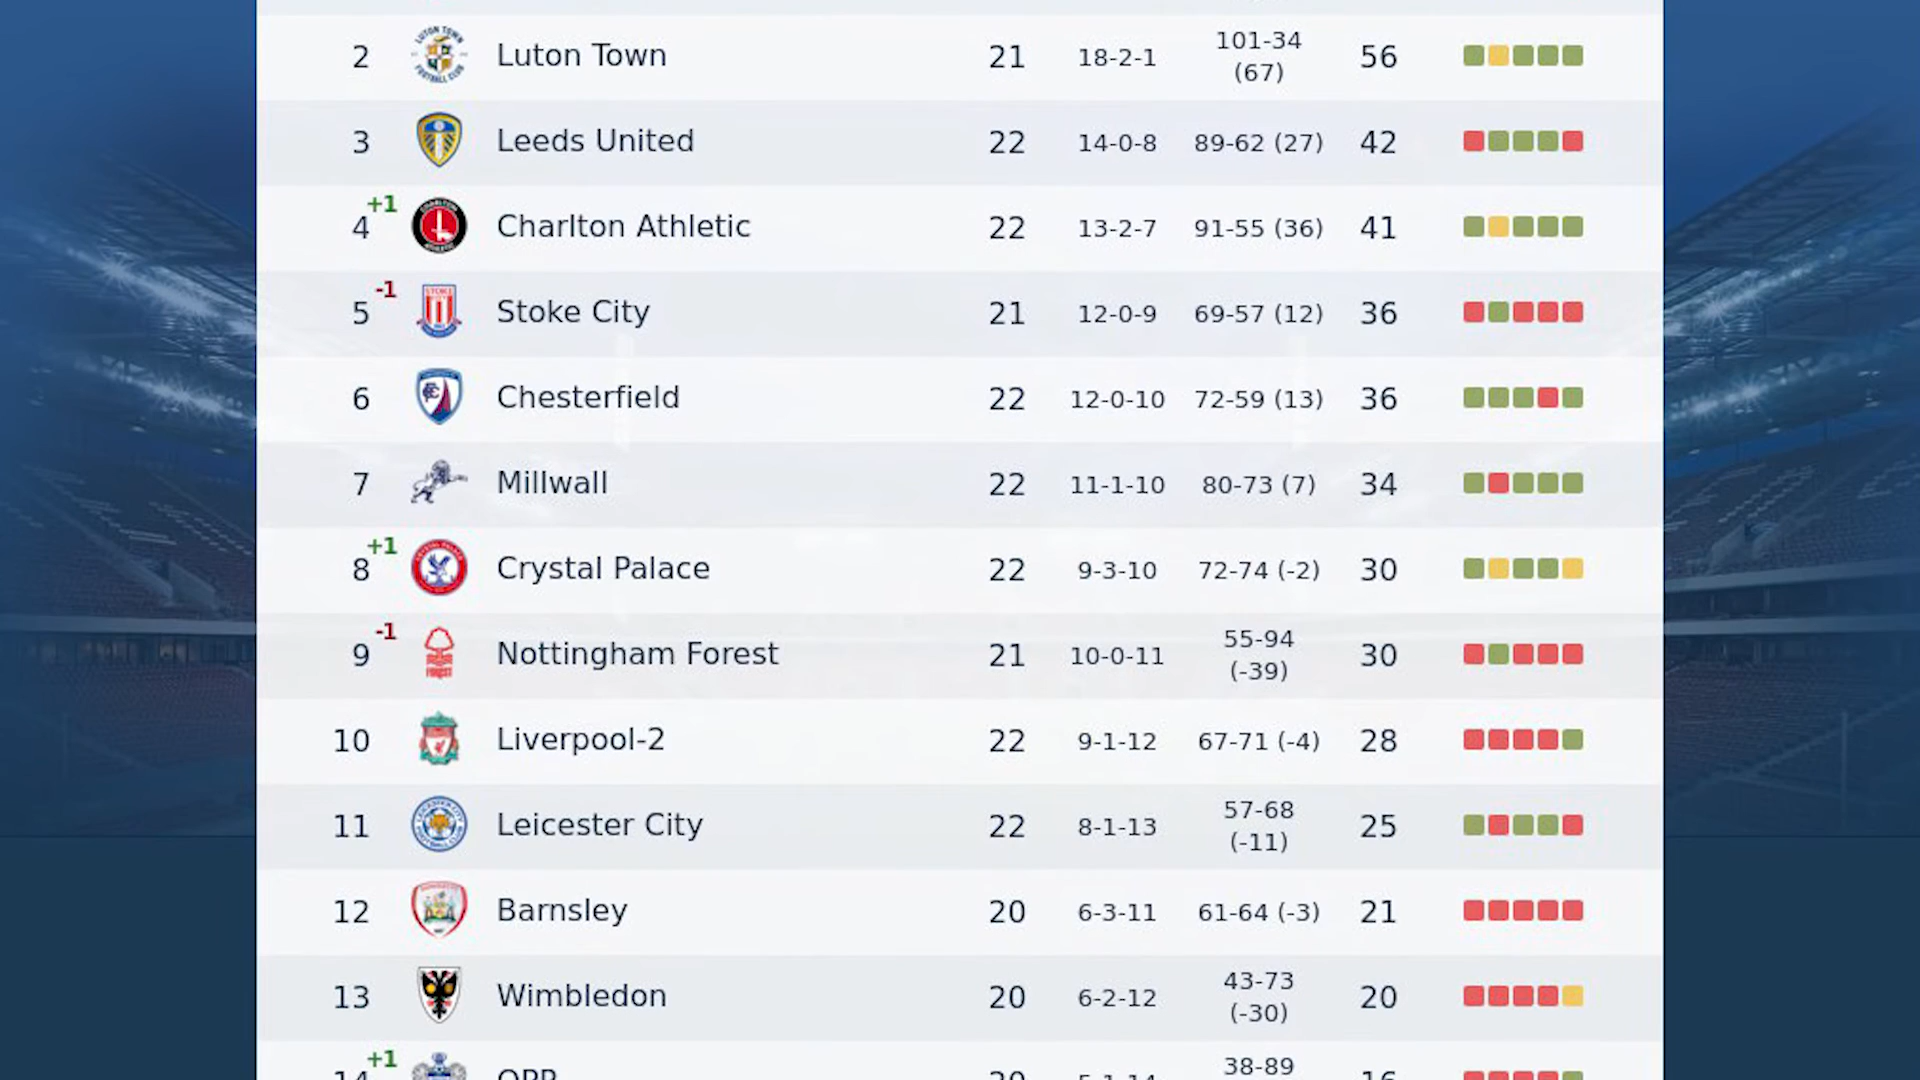 2 Luton Town 21 18-2-1 101-34 56
(67)
3 Leeds United 22 14-0-8 89-62 (27) 42
+1
4 Charlton Athletic 22 13-2-7 91-55 (36) 41
-1
5 Stoke City 21 12-0-9 69-57 (12) 36
6 Chesterfield 22 12-0-10 72-59 (13) 36
7 Millwall 22 11-1-10 80-73 (7) 34
+1
8 Crystal Palace 22 9-3-10 72-74 (-2) 30
-1
9 Nottingham Forest 21 10-0-11 55-94 30
(-39)
10 Liverpool-2 22 9-1-12 67-71 (-4) 28
11 Leicester City 22 8-1-13 57-68 25
(-11)
12 Barnsley 20 6-3-11 61-64 (-3) 21
13 Wimbledon 20 6-2-12 43-73 20
(-30)
+1
38-89